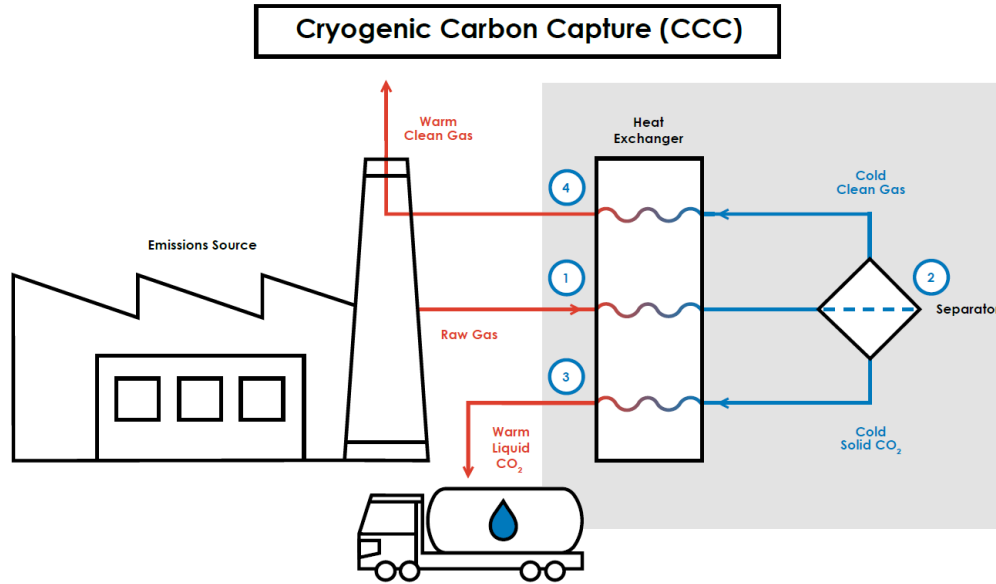 Cryogenic Carbon Capture (CCC)
Warm
Clean Gas
Heat
Exchanger
4
Cold
Clean Gas
Emissions Source
1
2
Raw Gas
Separator
3
Warm
Liquid
CO₂
Cold
Solid CO₂